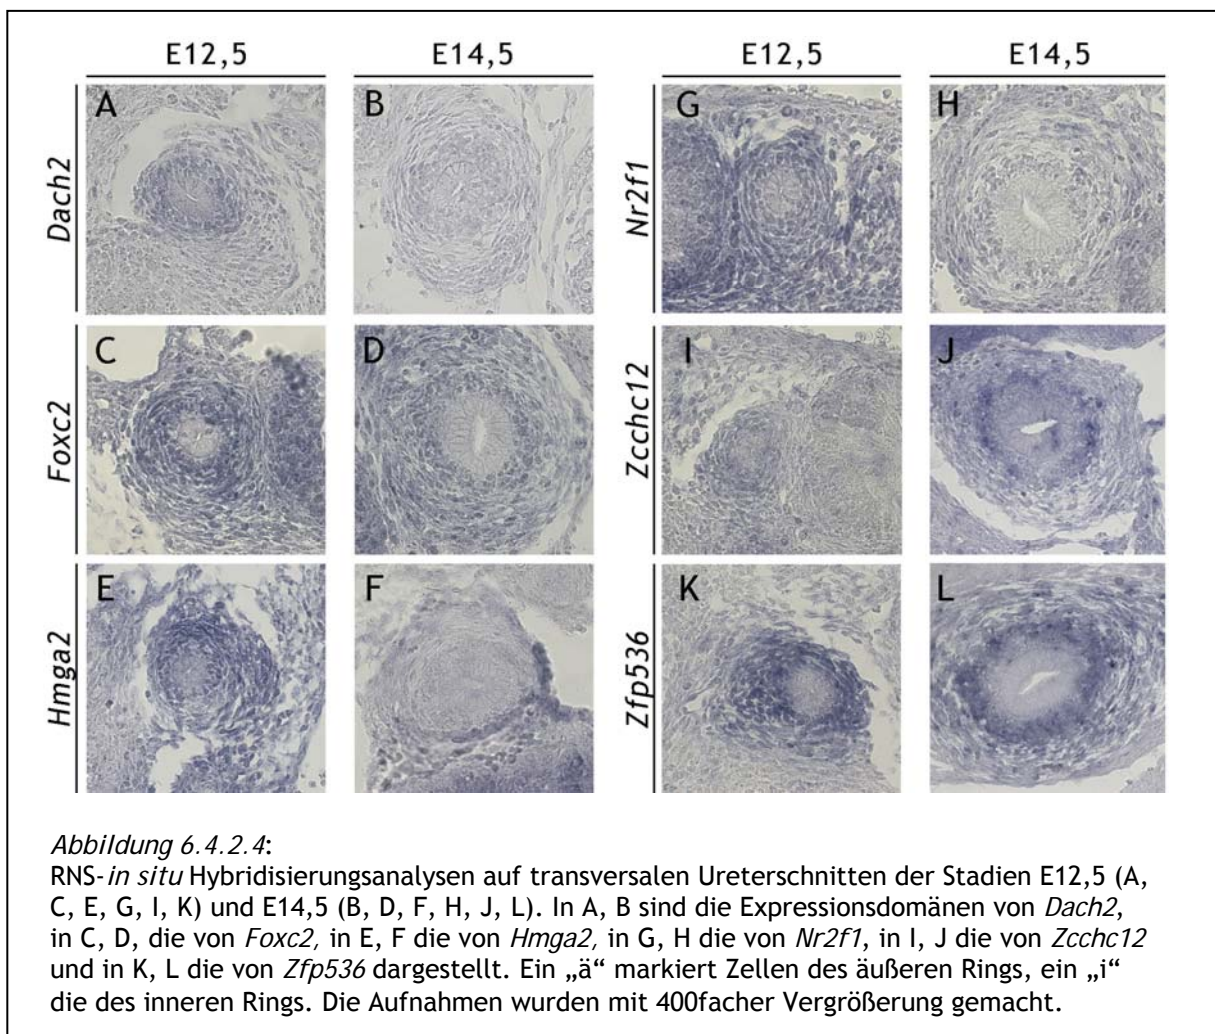 E12,5 E14,5 E12,5 E14,5
A B G H
Dach2 Nr2f1
C D I J
Foxc2 Zcchc12
E F K L
Hmga2 Zfp536
Abbildung 6.4.2.4:
RNS-in situ Hybridisierungsanalysen auf transversalen Ureterschnitten der Stadien E12,5 (A,
C, E, G, I, K) und E14,5 (B, D, F, H, J, L). In A, B sind die Expressionsdomänen von Dach2,
in C, D, die von Foxc2, in E, F die von Hmga2, in G, H die von Nr2f1, in I, J die von Zcchc12
und in K, L die von Zfp536 dargestellt. Ein „ä“ markiert Zellen des äußeren Rings, ein „i“
die des inneren Rings. Die Aufnahmen wurden mit 400facher Vergrößerung gemacht.